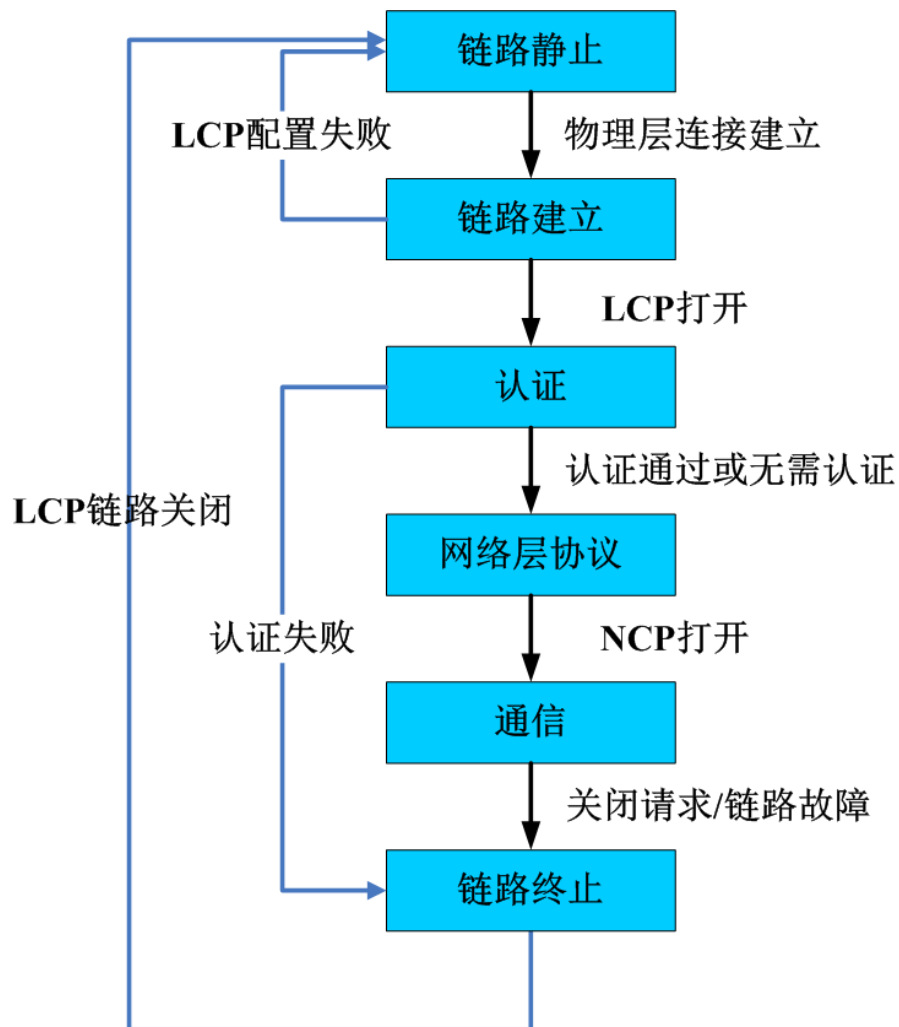 链路静止
LCP配置失败
物理层连接建立
链路建立
LCP打开
认证
认证通过或无需认证
LCP链路关闭
网络层协议
认证失败
NCP打开
通信
关闭请求/链路故障
链路终止